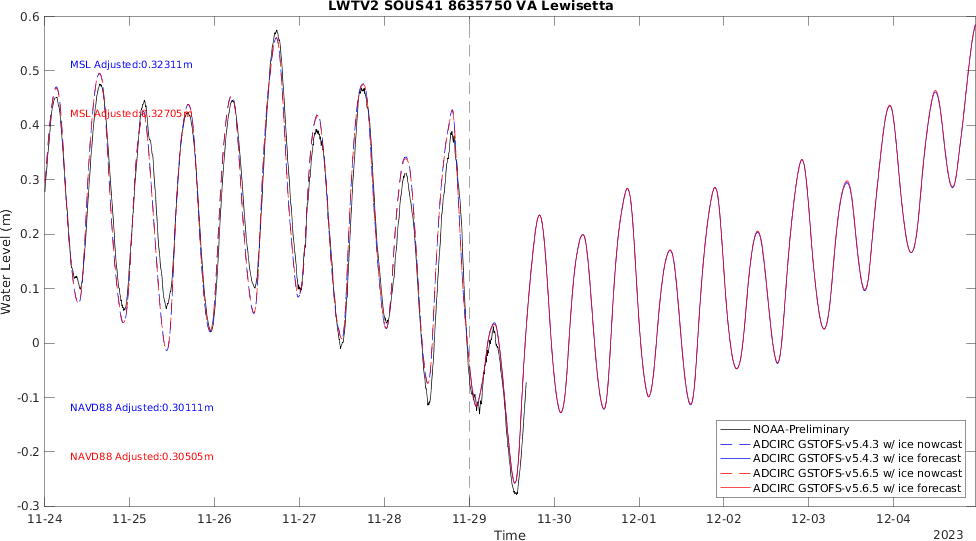 LWTV2 SOUS41 8635750 VA Lewisetta
0.6
0.5
0.4
0.3
0.2
0.1
0
-0.1
-0.2
-0.3
Water Level (m)
MSL Adjusted:0.32311m
MSL Adjusted:0.32705m
NAVD88 Adjusted:0.30111m
NAVD88 Adjusted:0.30505m
NOAA-Preliminary
ADCIRC GSTOFS-v5.4.3 w/ ice nowcast
ADCIRC GSTOFS-v5.4.3 w/ ice forecast
ADCIRC GSTOFS-v5.6.5 w/ ice nowcast
ADCIRC GSTOFS-v5.6.5 w/ ice forecast
11-24 11-25 11-26 11-27 11-28 11-29 11-30 12-01 12-02 12-03 12-04
Time
2023